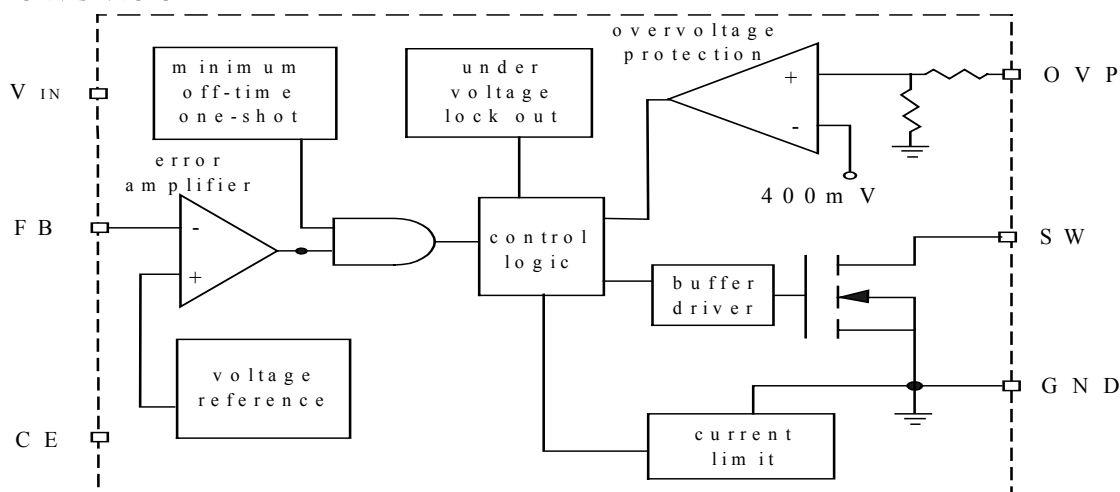 overvoltage
protection
minimum
off-time
one-shot
under
voltage
lock out
+
-
400mV
OVP
VIN
error
amplifier
FB
-
+
control
logic
SW
buffer
driver
voltage
reference
GND
current
limit
CE